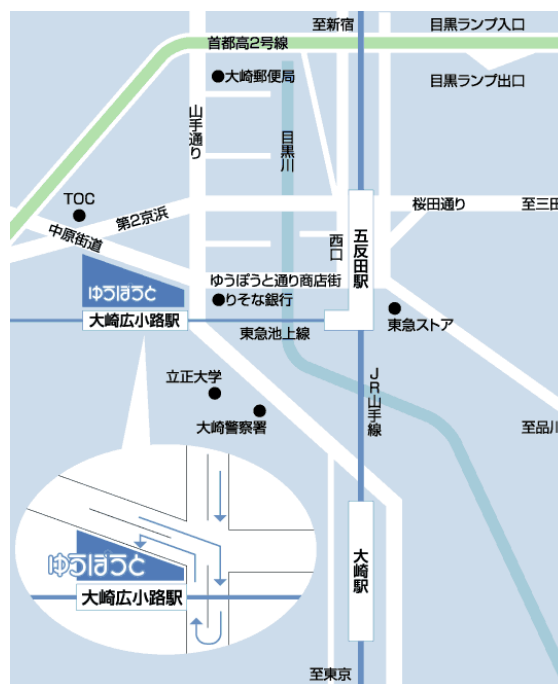 至新宿
目黒ランプ入口
首都高2号線
大崎郵便局
目黒ランプ出口
山手通り
目黒川
TOC
第2京浜
中原街道
桜田通り
至三田
西口
五反田駅
ゆうぽうと通り商店街
ゆうぽうと
りそな銀行
大崎広小路駅
東急池上線
東急ストア
立正大学
JR山手線
大崎警察署
至品川
ゆうぽうと
大崎広小路駅
大崎駅
至東京